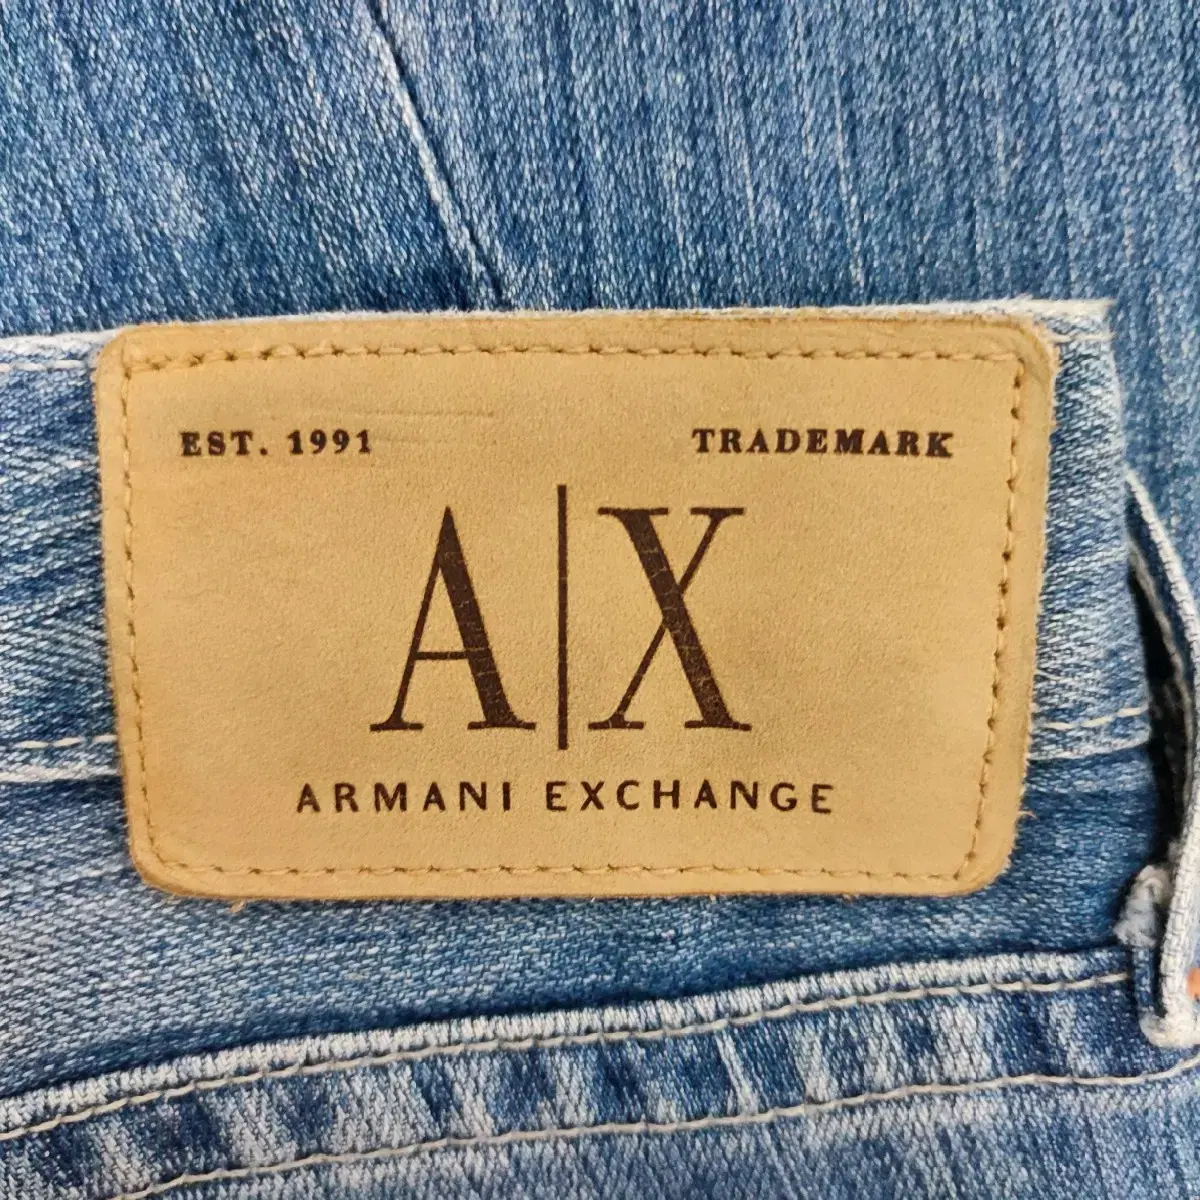 EST. 1991 TRADEMARK
A|X
ARMANI EXCHANGE